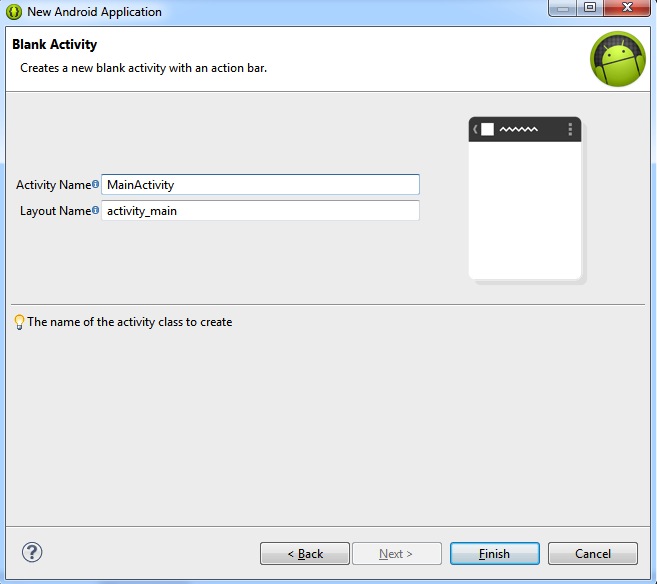 New Android Application
Blank Activity
Creates a new blank activity with an action bar.
Activity Name MainActivity
Layout Name activity_main
The name of the activity class to create
?
< Back Next > Finish Cancel